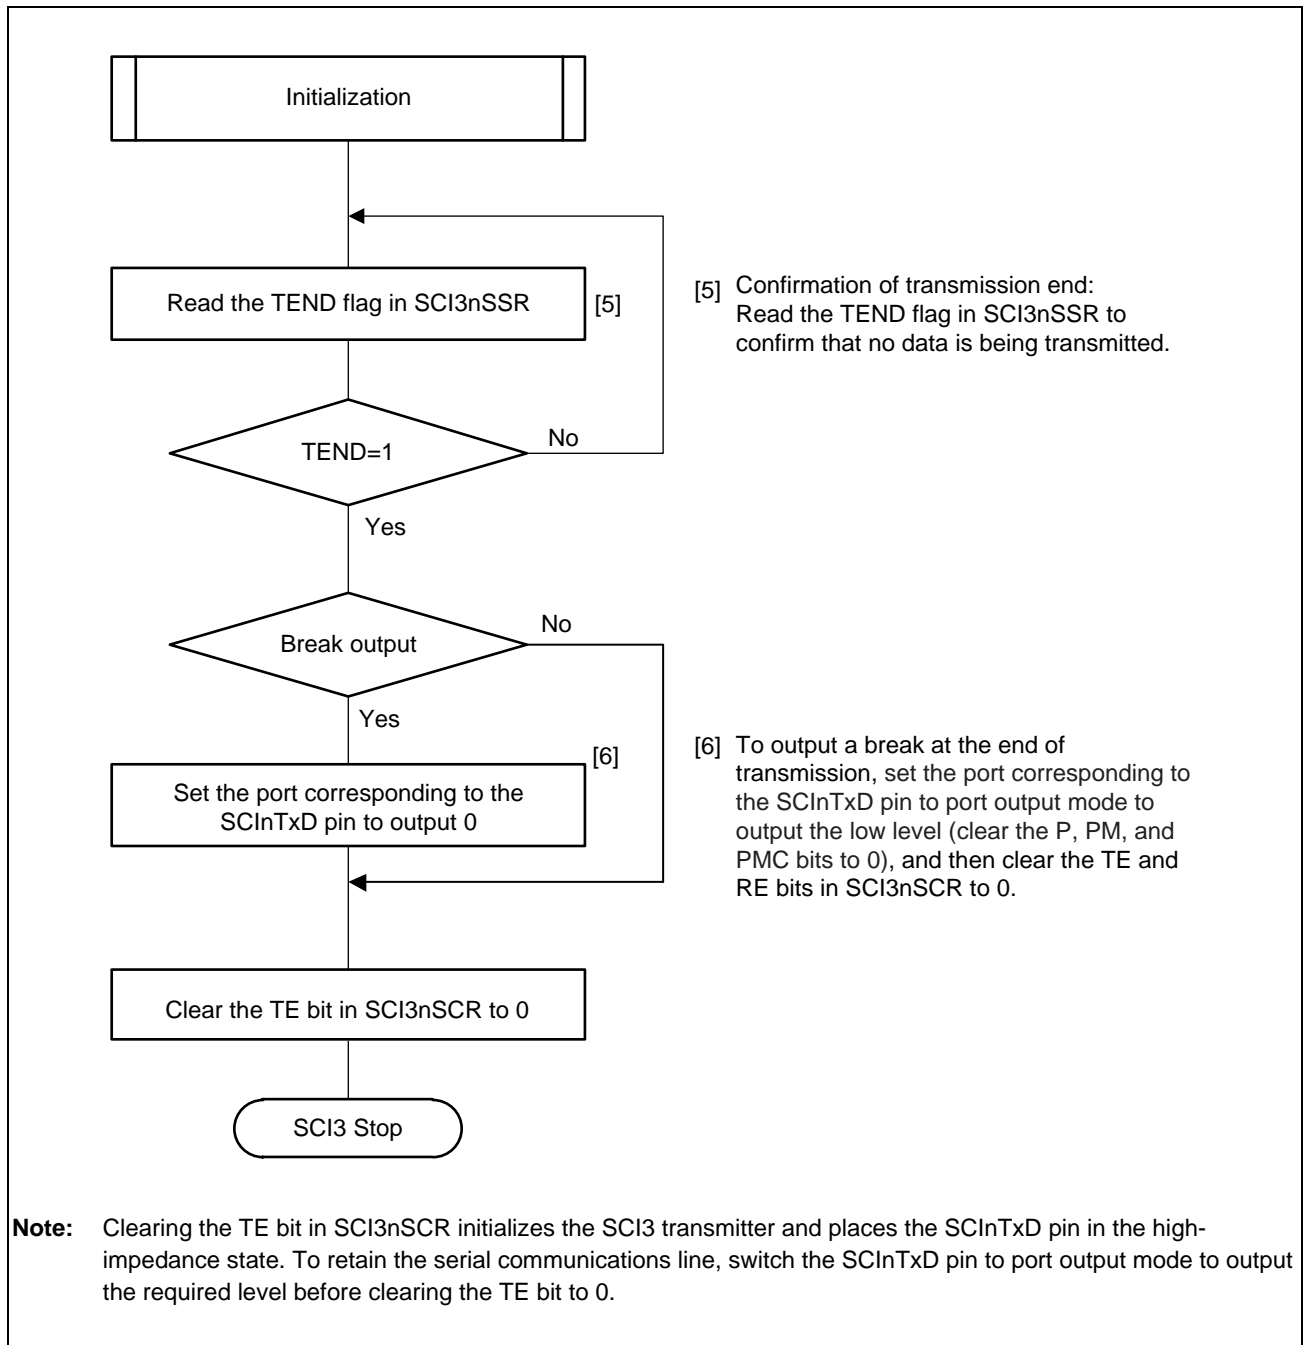 Initialization
Read the TEND flag in SCI3nSSR
[5]
[5] Confirmation of transmission end:
Read the TEND flag in SCI3nSSR to
confirm that no data is being transmitted.
TEND=1
No
Yes
Break output
No
Yes
[6]
Set the port corresponding to the
SCInTxD pin to output 0
[6] To output a break at the end of
transmission, set the port corresponding to
the SCInTxD pin to port output mode to
output the low level (clear the P, PM, and
PMC bits to 0), and then clear the TE and
RE bits in SCI3nSCR to 0.
Clear the TE bit in SCI3nSCR to 0
SCI3 Stop
Note: Clearing the TE bit in SCI3nSCR initializes the SCI3 transmitter and places the SCInTxD pin in the high-
impedance state. To retain the serial communications line, switch the SCInTxD pin to port output mode to output
the required level before clearing the TE bit to 0.